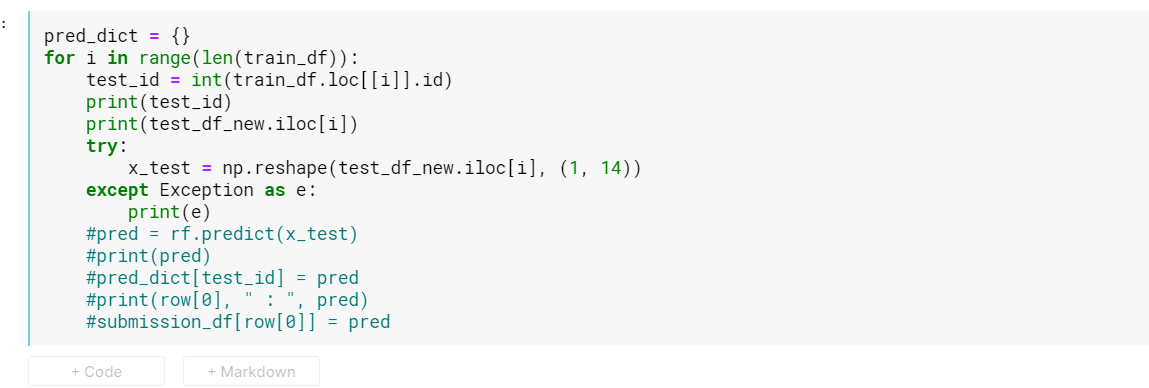 :
pred_dict = {}
for i in range(len(train_df)):
    test_id = int(train_df.loc[[i]].id)
    print(test_id)
    print(test_df_new.iloc[i])
    try:
        x_test = np.reshape(test_df_new.iloc[i], (1, 14))
    except Exception as e:
        print(e)
    #pred = rf.predict(x_test)
    #print(pred)
    #pred_dict[test_id] = pred
    #print(row[0], " : ", pred)
    #submission_df[row[0]] = pred
+ Code + Markdown